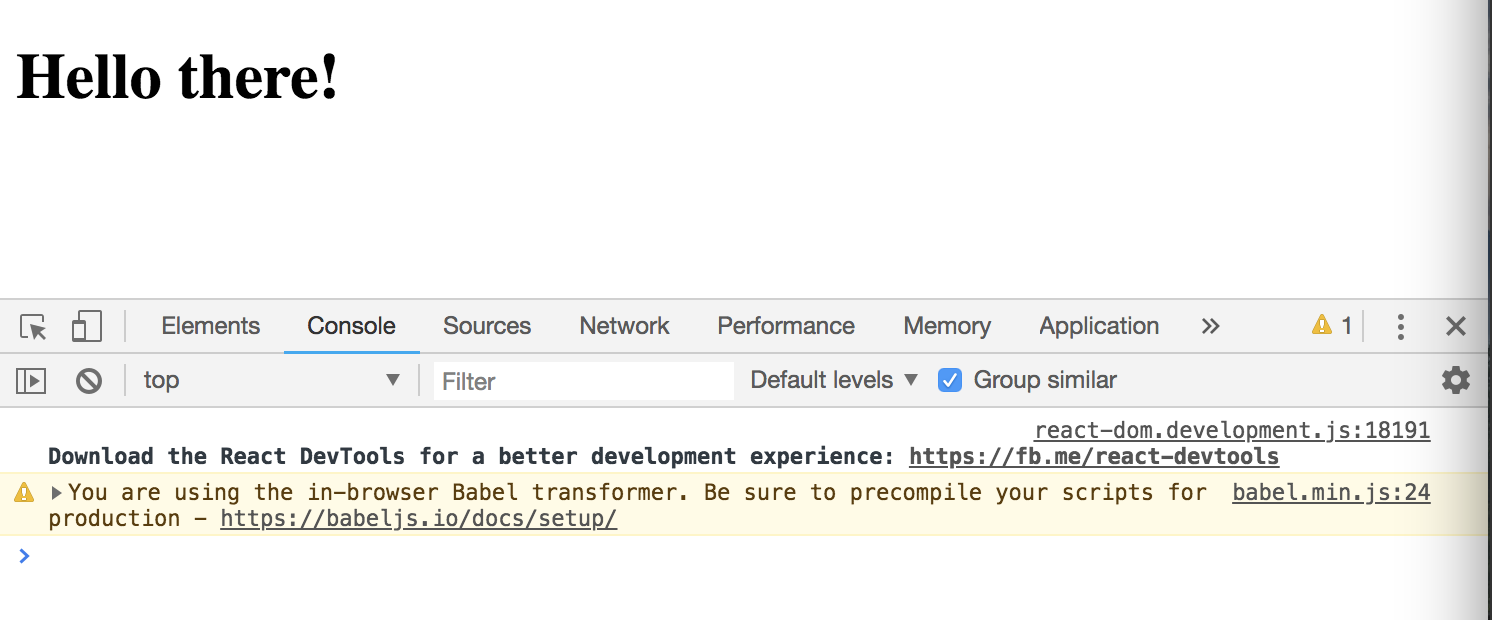 Hello there!
Elements Console Sources Network Performance Memory Application » 1
top Filter Default levels Group similar
react-dom.development.js:18191
Download the React DevTools for a better development experience: https://fb.me/react-devtools
You are using the in-browser Babel transformer. Be sure to precompile your scripts for babel.min.js:24
production – https://babeljs.io/docs/setup/